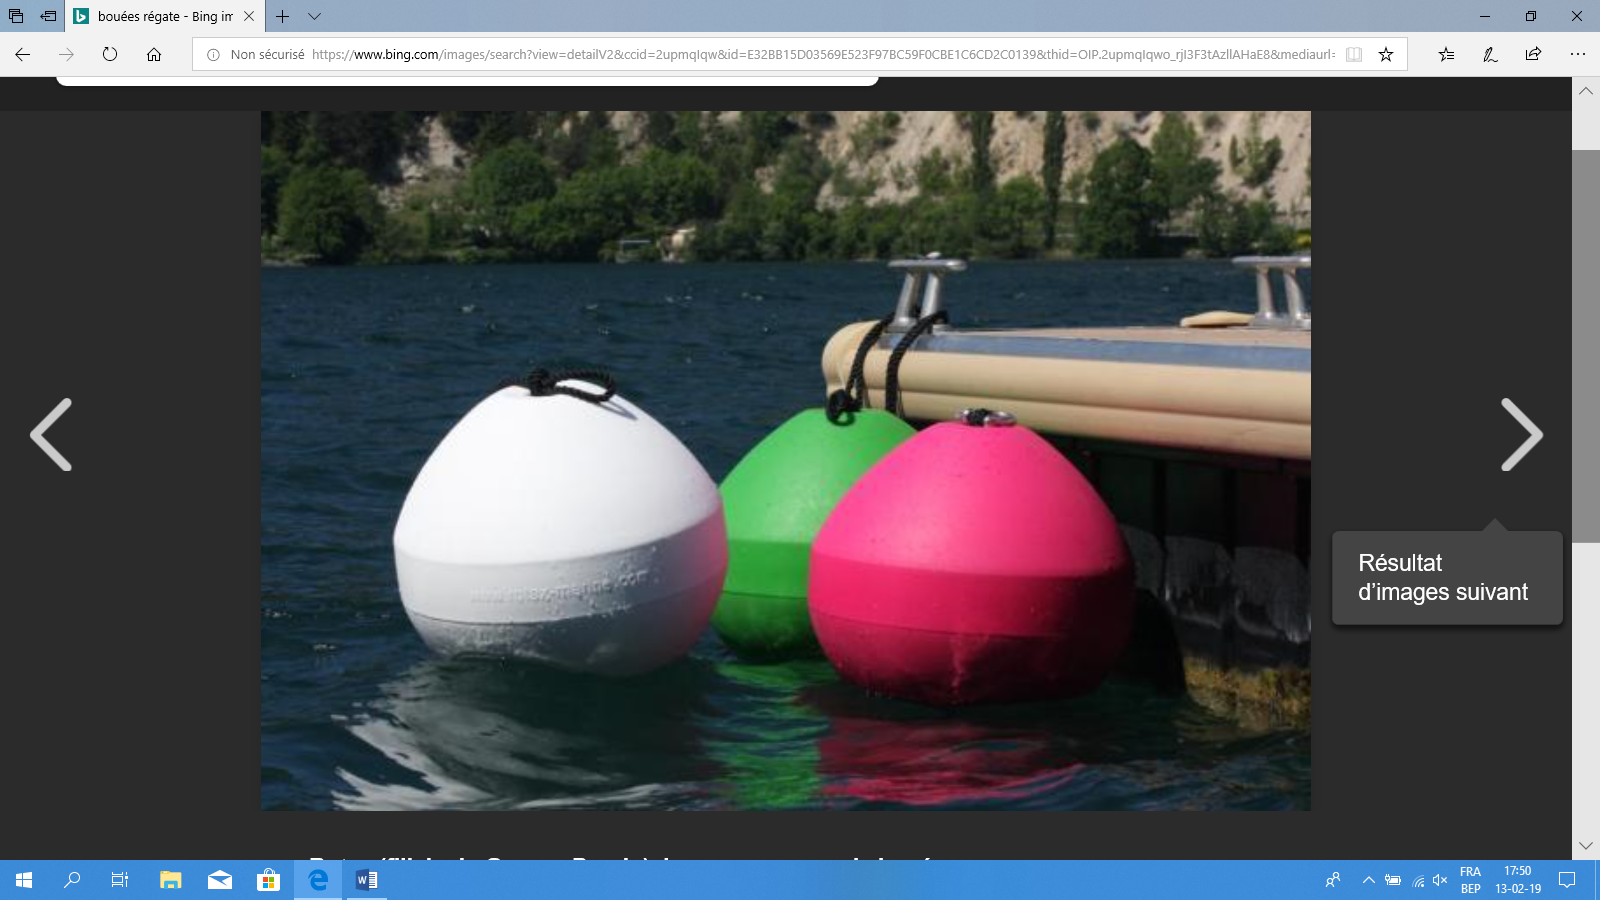 bouées régate - Bing im
Non sécurisé https://www.bing.com/images/search?view=detailV2&ccid=2upmqIqw&id=E32BB15D03569E523F97BC59F0CBE1C6CD2C0139&thid=OIP.2upmqIqwo_rjI3F3tAzllAHaE8&mediaurl=
Résultat
d'images suivant
FRA
BEP
17:50
13-02-19